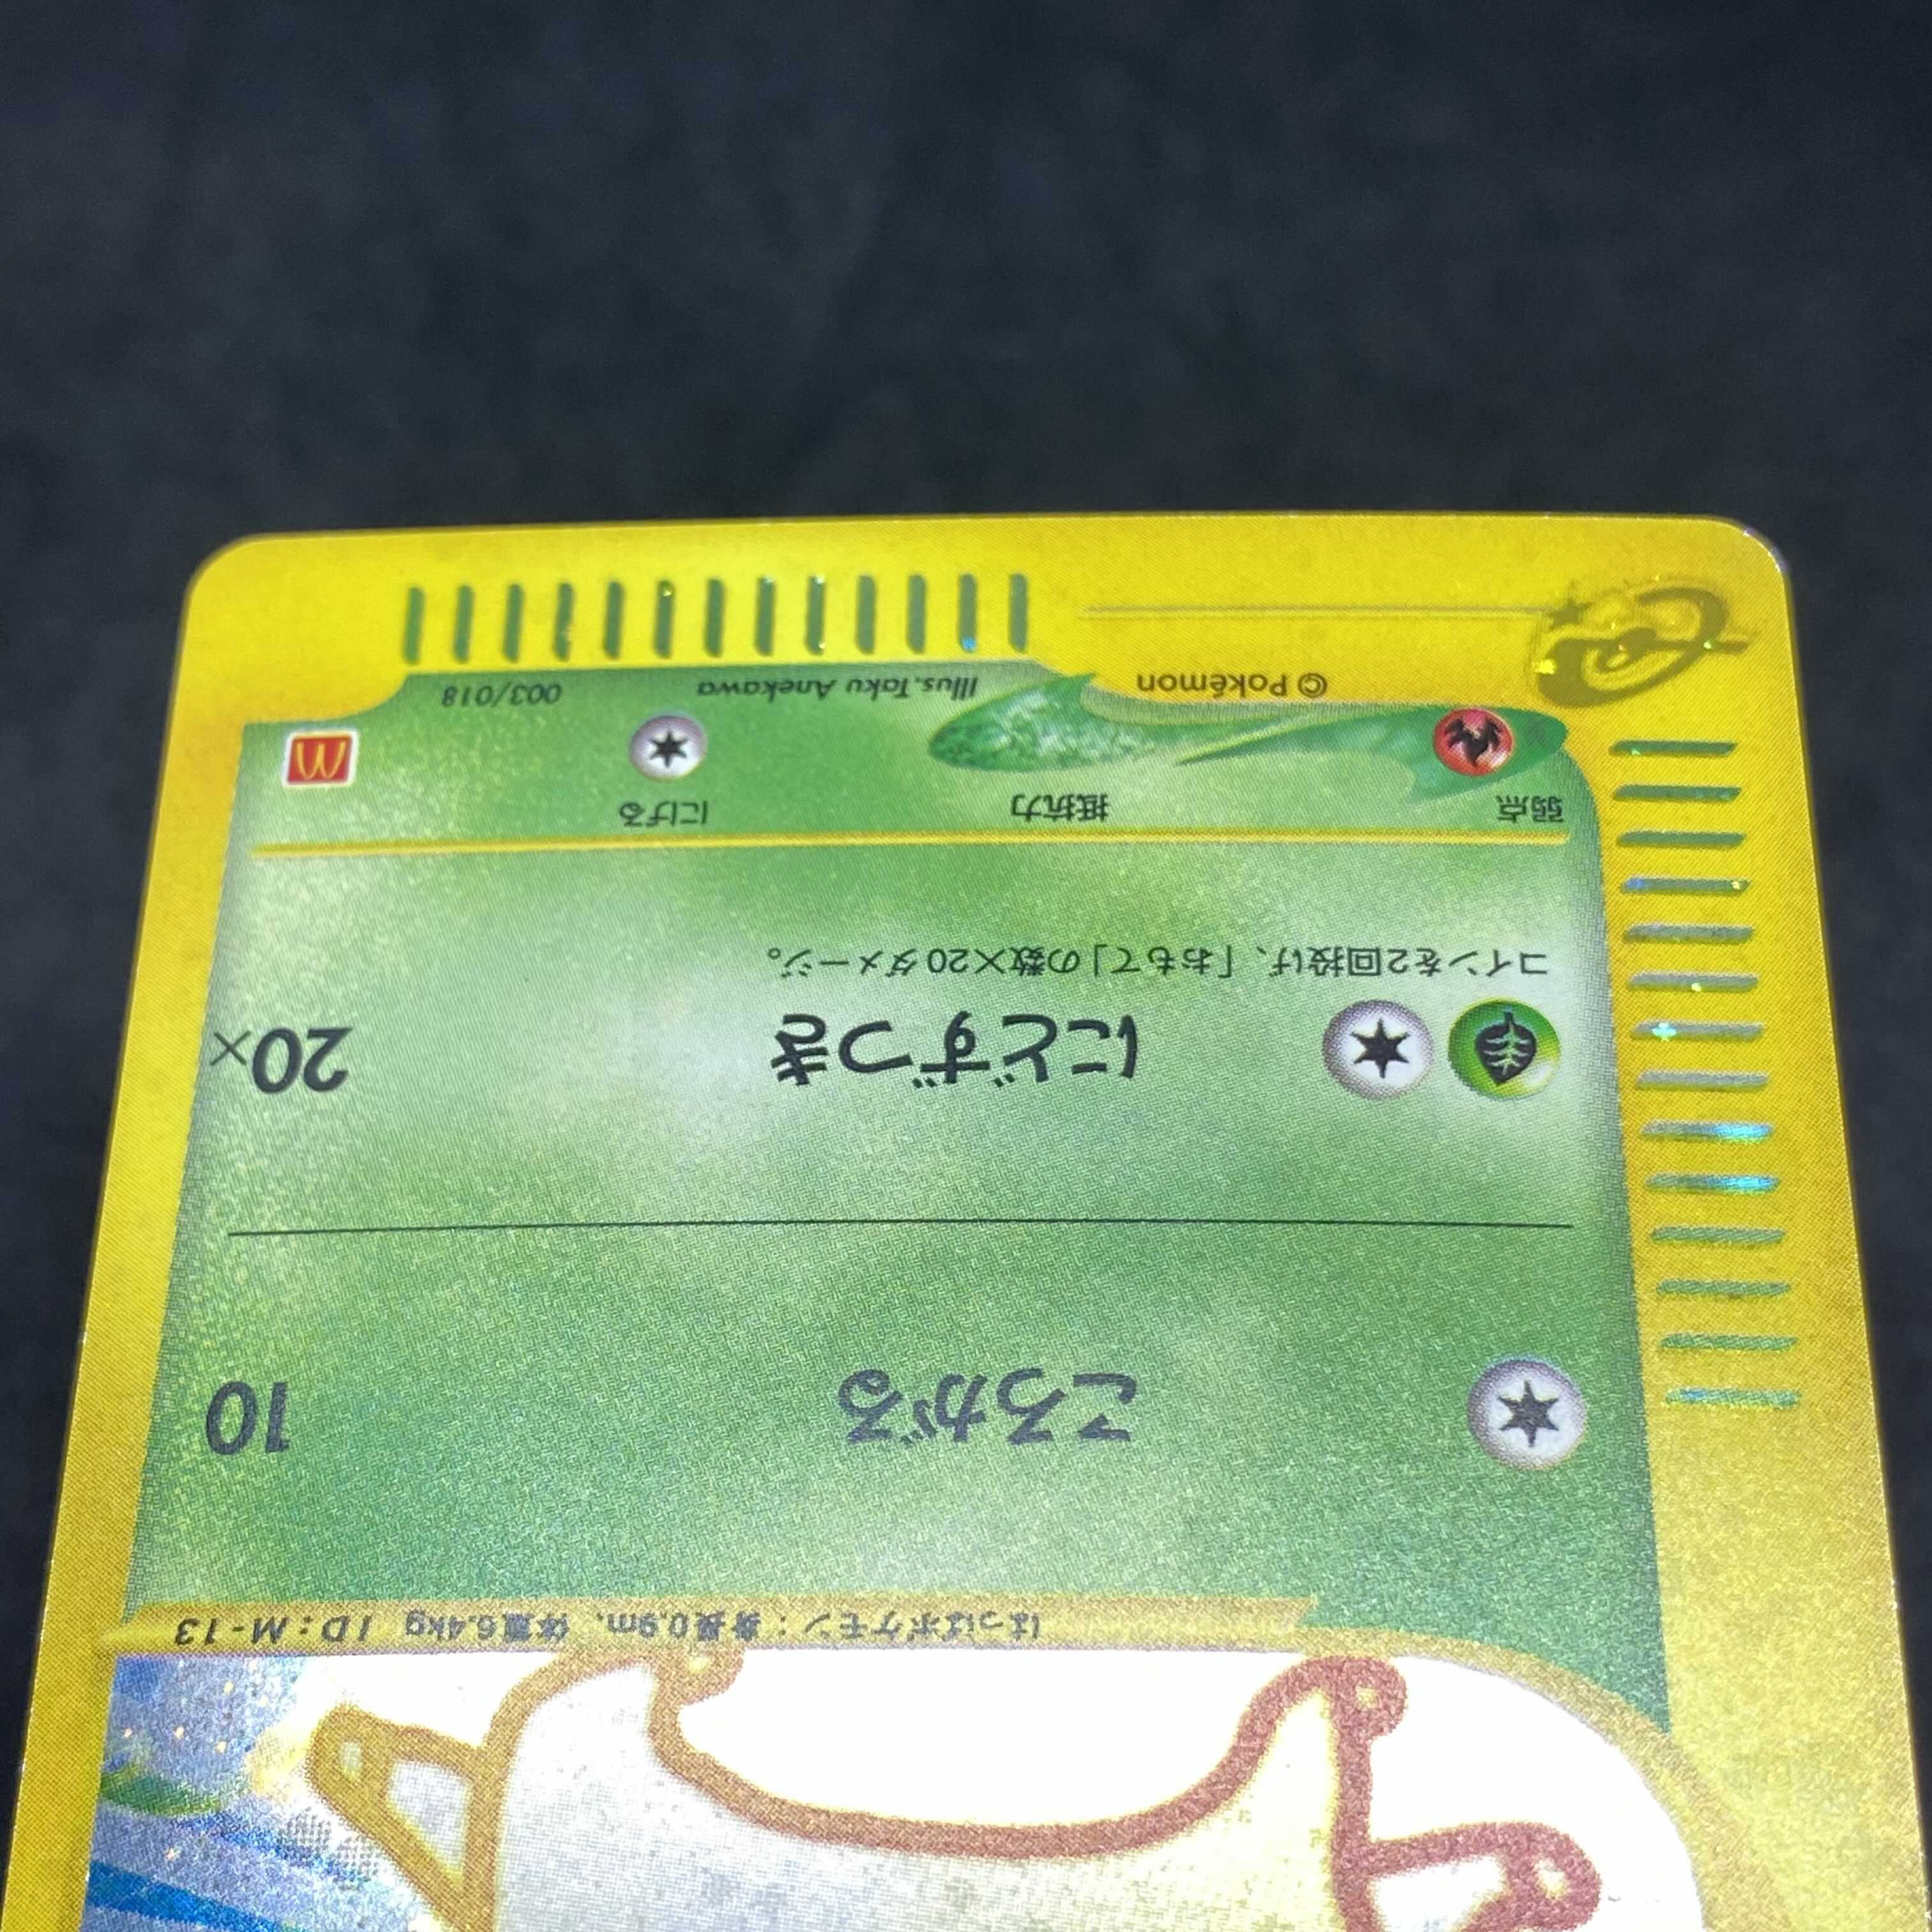 はっぱポケモン：身長0.9m、体重6.4kg ID：M-13
ころがる 10
にどずつき 20×
コインを2回投げ、「おもて」の数×20ダメージ。
弱点 抵抗力 にげる
© Pokémon Illus. Taku Anekawa 003/018